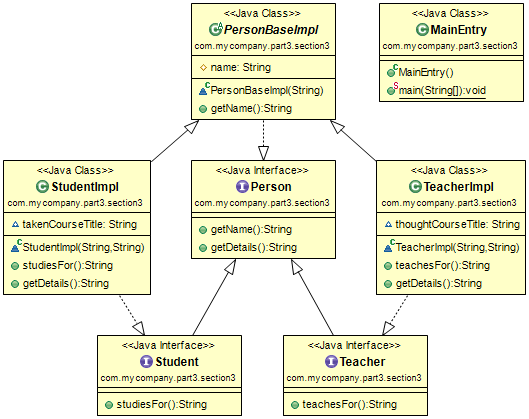 <<Java Class>>
PersonBaseImpl
com.mycompany.part3.section3
name: String
PersonBaseImpl(String)
getName():String
<<Java Class>>
MainEntry
com.mycompany.part3.section3
MainEntry()
main(String[]):void
<<Java Class>>
StudentImpl
com.mycompany.part3.section3
takenCourseTitle: String
StudentImpl(String,String)
studiesFor():String
getDetails():String
<<Java Interface>>
Person
com.mycompany.part3.section3
getName():String
getDetails():String
<<Java Class>>
TeacherImpl
com.mycompany.part3.section3
thoughtCourseTitle: String
TeacherImpl(String,String)
teachesFor():String
getDetails():String
<<Java Interface>>
Student
com.mycompany.part3.section3
studiesFor():String
<<Java Interface>>
Teacher
com.mycompany.part3.section3
teachesFor():String